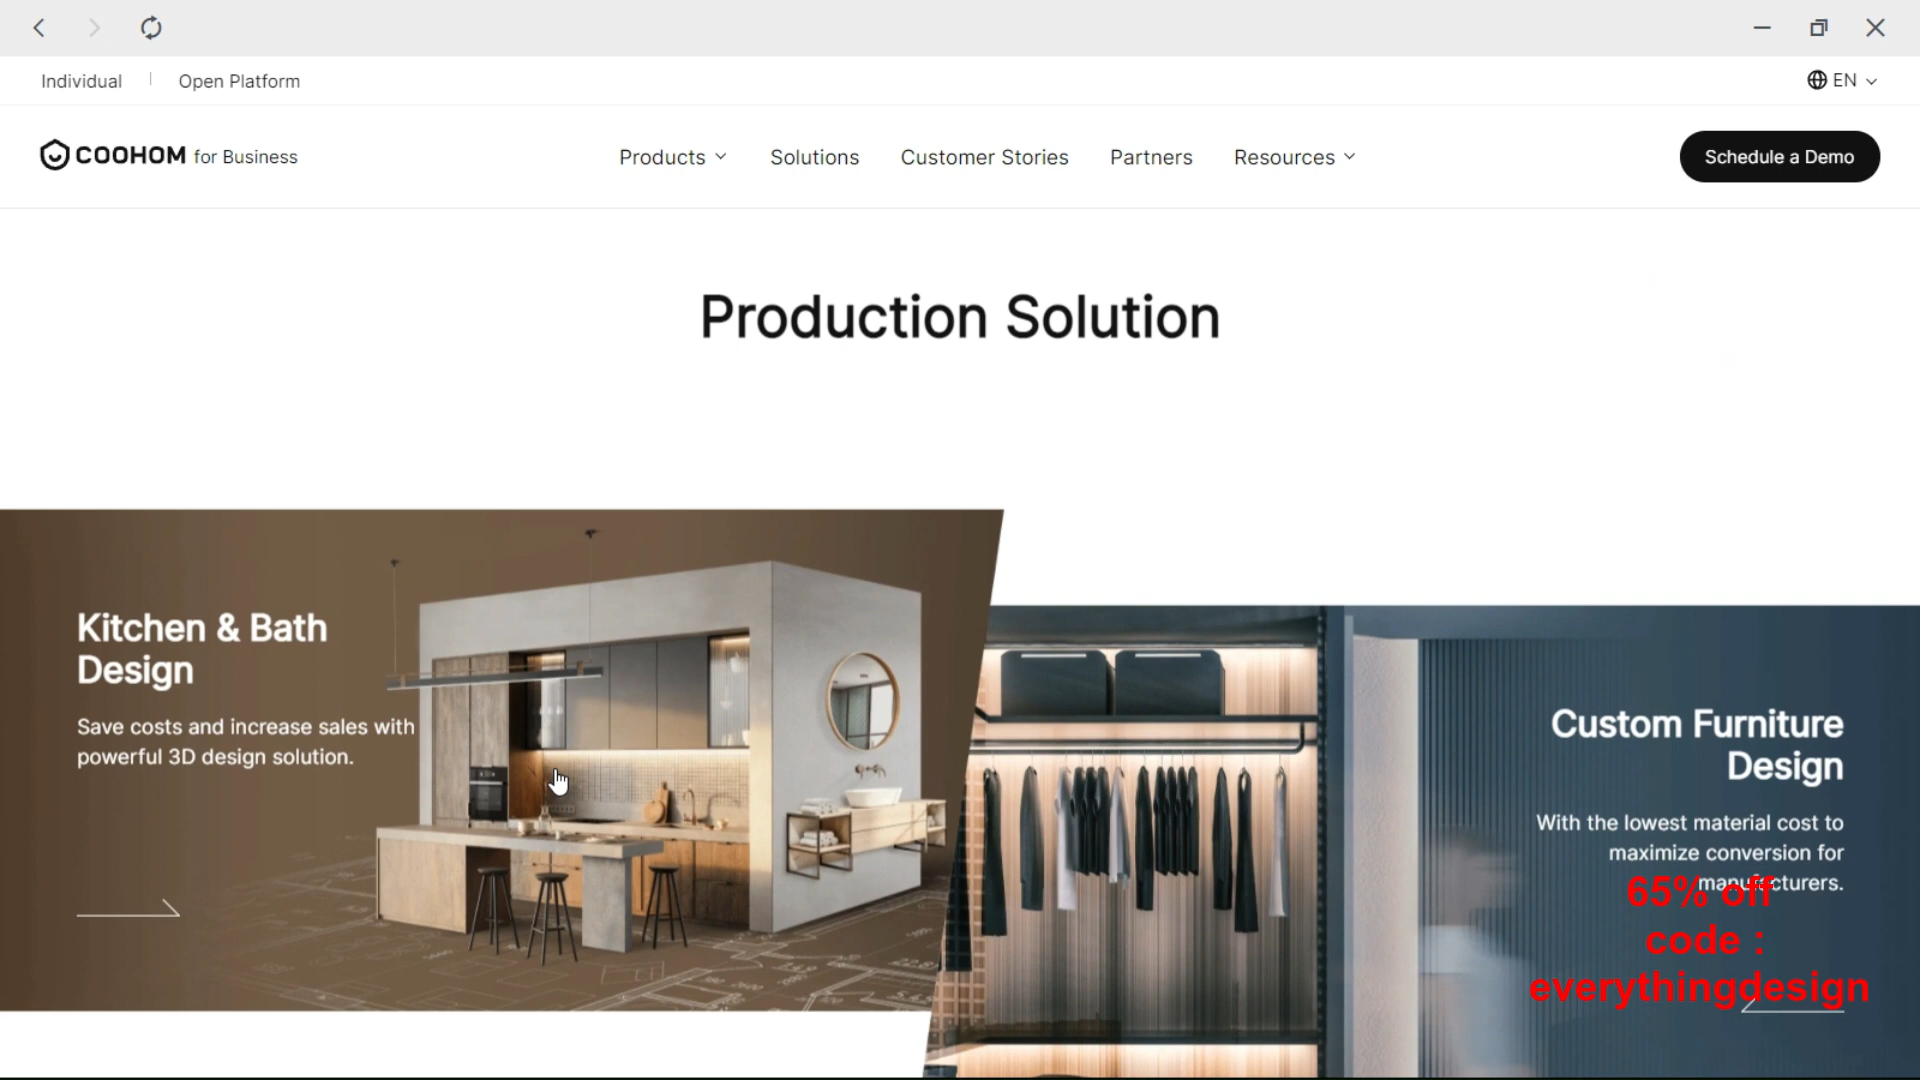 Individual
Open Platform
EN
COOHOM for Business
Products
Solutions
Customer Stories
Partners
Resources
Schedule a Demo
Production Solution
Kitchen & Bath
Design
Save costs and increase sales with
powerful 3D design solution.
Custom Furniture
Design
With the lowest material cost to
maximize conversion for
manufacturers.
65% off
code :
everythingdesign